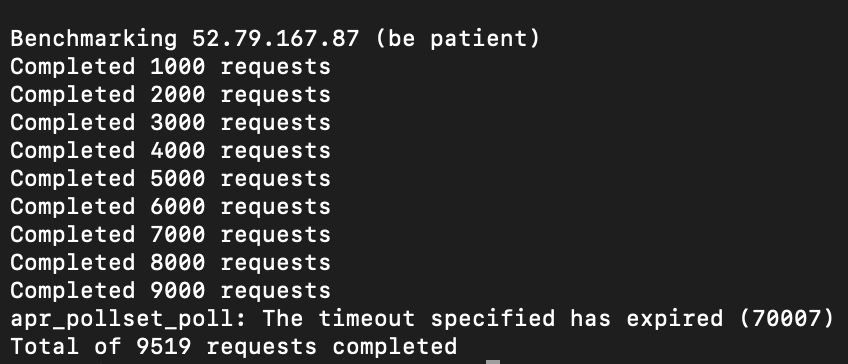 Benchmarking 52.79.167.87 (be patient)
Completed 1000 requests
Completed 2000 requests
Completed 3000 requests
Completed 4000 requests
Completed 5000 requests
Completed 6000 requests
Completed 7000 requests
Completed 8000 requests
Completed 9000 requests
apr_pollset_poll: The timeout specified has expired (70007)
Total of 9519 requests completed